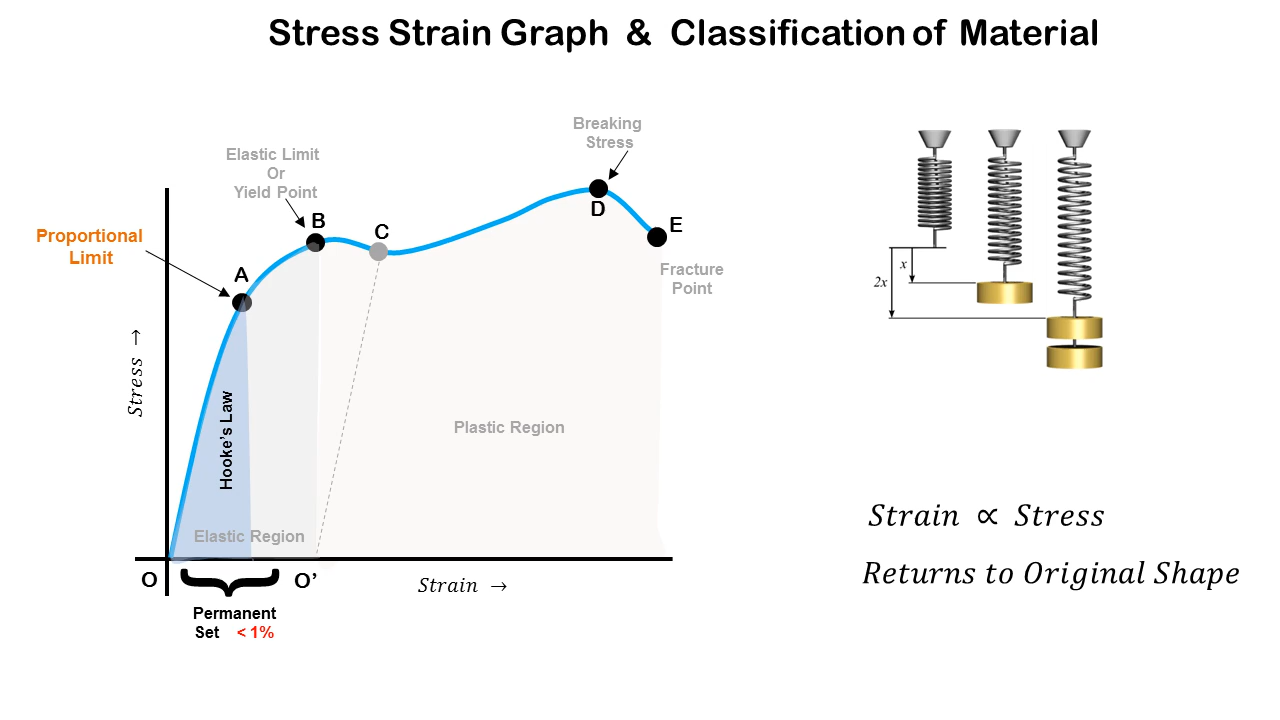 Stress Strain Graph & Classification of Material
Breaking
Stress
Elastic Limit
Or
Yield Point
Proportional
Limit
A
B
C
D
E
Fracture
Point
Stress →
Hooke's Law
Plastic Region
Elastic Region
O
O’
Strain →
Permanent
Set < 1%
x
2x
Strain ∝ Stress
Returns to Original Shape